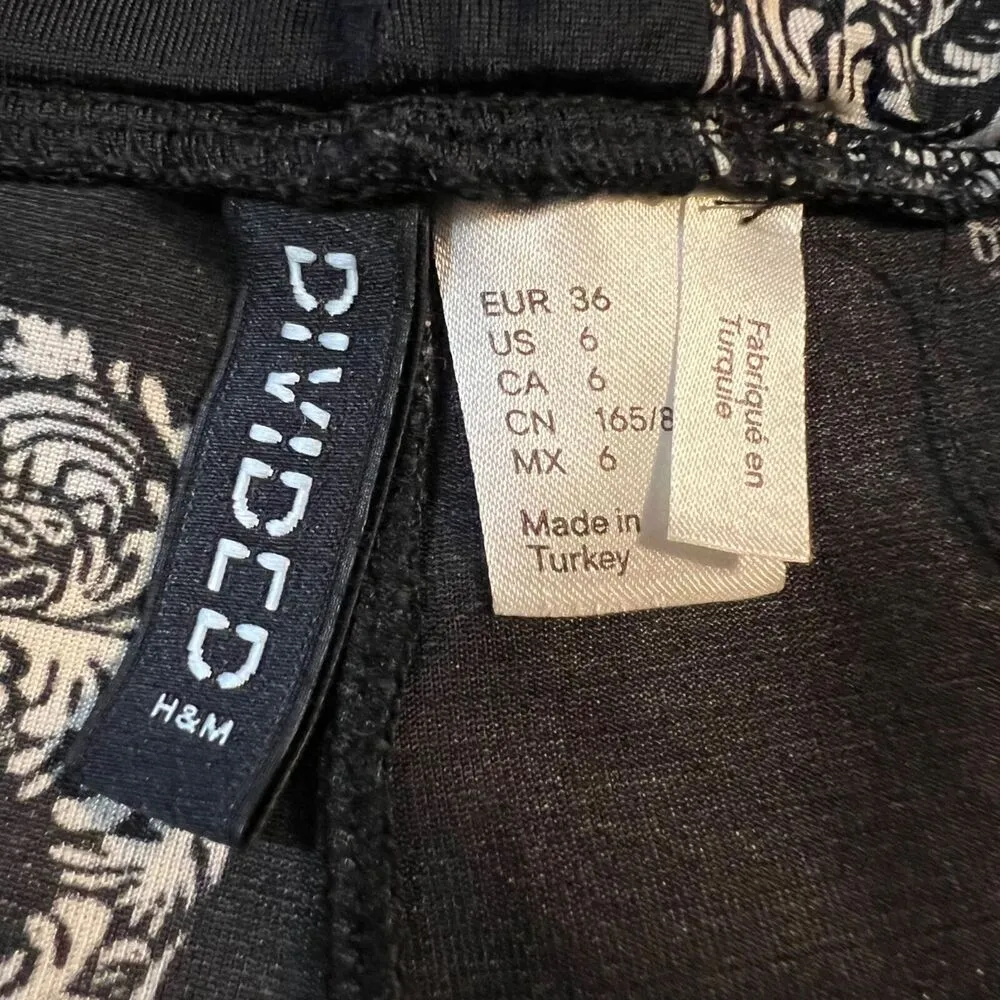 DIVIDED
H&M
EUR 36
US 6
CA 6
CN 165/8
MX 6
Made in
Turkey
Fabriqué en
Turquie